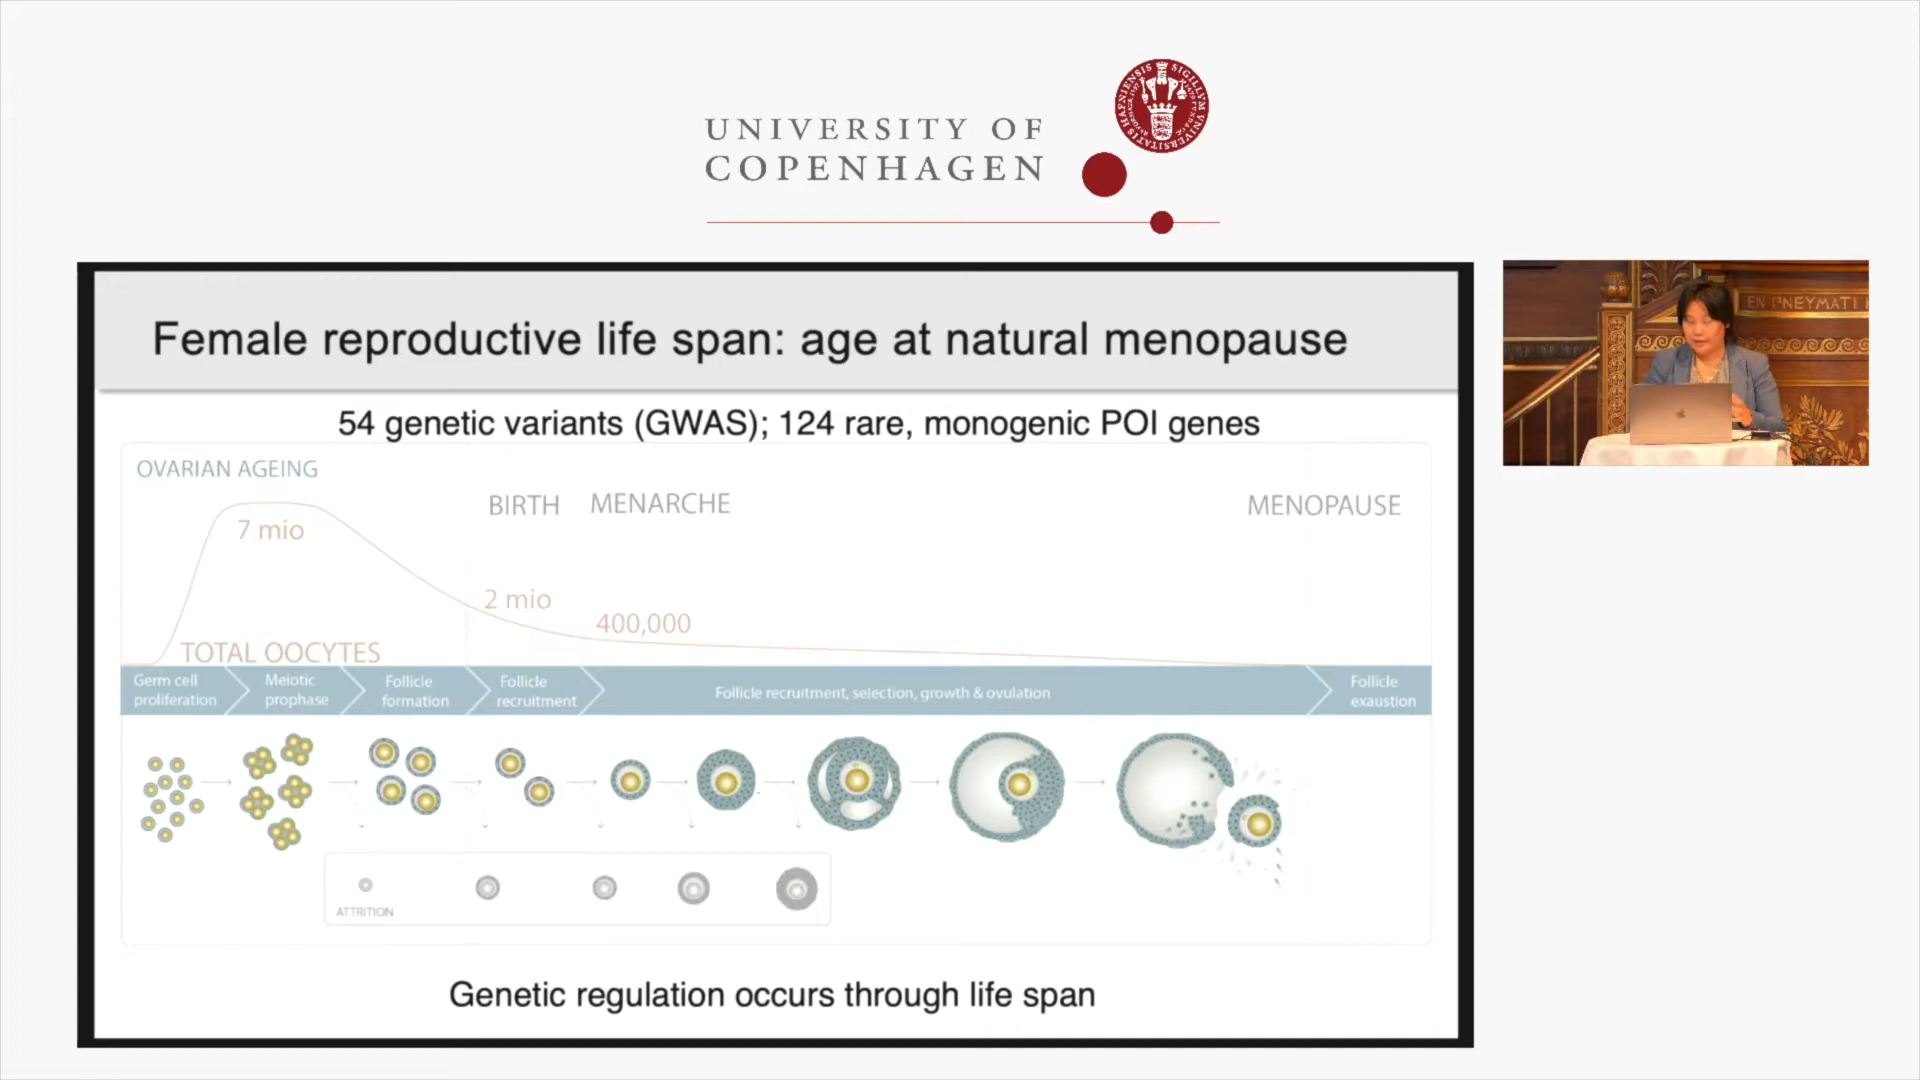 UNIVERSITY OF
COPENHAGEN
Female reproductive life span: age at natural menopause
54 genetic variants (GWAS); 124 rare, monogenic POI genes
OVARIAN AGEING
BIRTH
MENARCHE
MENOPAUSE
7 mio
2 mio
400,000
TOTAL OOCYTES
Germ cell
proliferation
Meiotic
prophase
Follicle
formation
Follicle
recruitment
Follicle recruitment, selection, growth & ovulation
Follicle
exaustion
ATTRITION
Genetic regulation occurs through life span